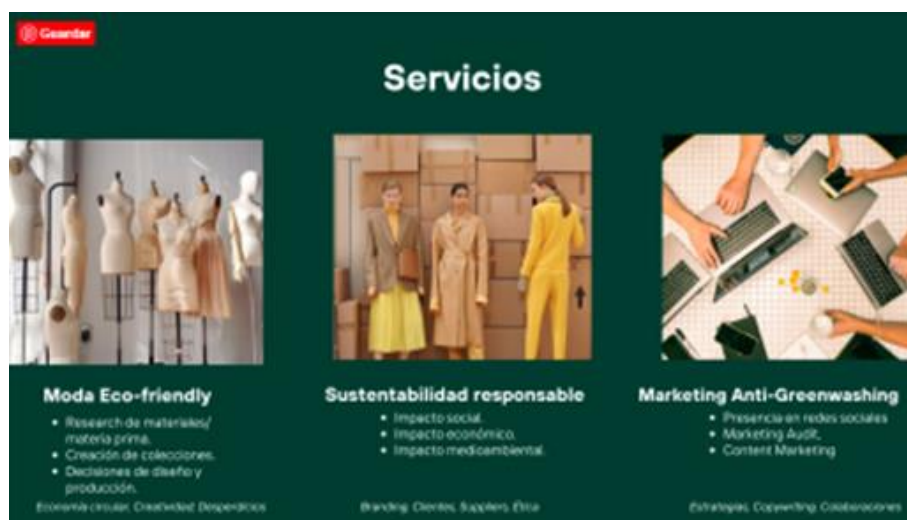 Guardar
Servicios
Moda Eco-friendly
• Research de materiales/
materia prima.
• Creación de colecciones.
• Decisiones de diseño y
producción.
Economía circular, Creatividad, Desperdicios
Sustentabilidad responsable
• Impacto social.
• Impacto económico.
• Impacto medioambiental.
Branding, Clientes, Suppliers, Ética
Marketing Anti-Greenwashing
• Presencia en redes sociales
• Marketing Audit.
• Content Marketing
Estrategias, Copywriting, Colaboraciones